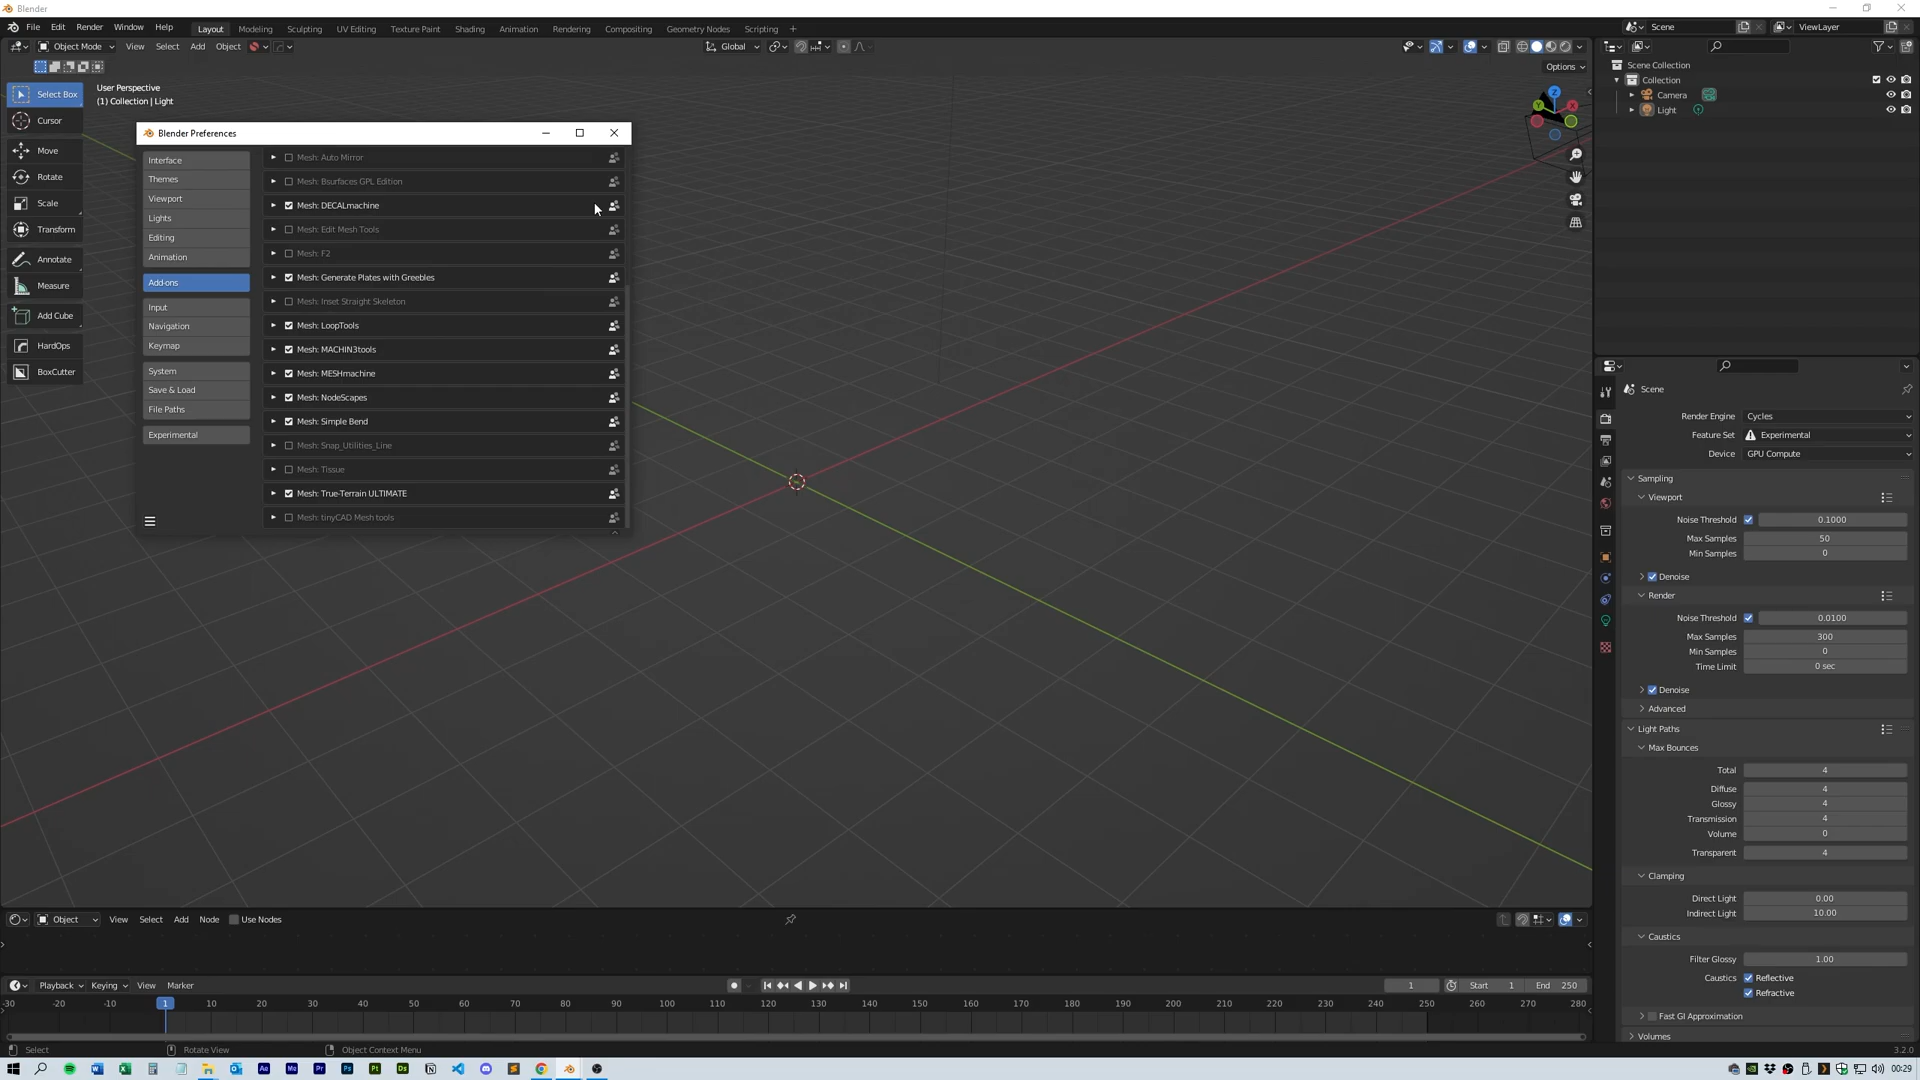 Blender
File Edit Render Window Help Layout Modeling Sculpting UV Editing Texture Paint Shading Animation Rendering Compositing Geometry Nodes Scripting + Scene ViewLayer
Object Mode View Select Add Object Global
Options
Select Box
Cursor
Move
Rotate
Scale
Transform
Annotate
Measure
Add Cube
HardOps
BoxCutter
User Perspective
(1) Collection | Light
Z
Y
X
Blender Preferences
Interface
Themes
Viewport
Lights
Editing
Animation
Add-ons
Input
Navigation
Keymap
System
Save & Load
File Paths
Experimental
Mesh: Auto Mirror
Mesh: Bsurfaces GPL Edition
Mesh: DECALmachine
Mesh: Edit Mesh Tools
Mesh: F2
Mesh: Generate Plates with Greebles
Mesh: Inset Straight Skeleton
Mesh: LoopTools
Mesh: MACHIN3tools
Mesh: MESHmachine
Mesh: NodeScapes
Mesh: Simple Bend
Mesh: Snap_Utilities_Line
Mesh: Tissue
Mesh: True-Terrain ULTIMATE
Mesh: tinyCAD Mesh tools
Scene Collection
Collection
Camera
Light
Scene
Render Engine Cycles
Feature Set Experimental
Device GPU Compute
Sampling
Viewport
Noise Threshold 0.1000
Max Samples 50
Min Samples 0
Denoise
Render
Noise Threshold 0.0100
Max Samples 300
Min Samples 0
Time Limit 0 sec
Denoise
Advanced
Light Paths
Max Bounces
Total 4
Diffuse 4
Glossy 4
Transmission 4
Volume 0
Transparent 4
Clamping
Direct Light 0.00
Indirect Light 10.00
Caustics
Filter Glossy 1.00
Caustics Reflective
Refractive
Fast GI Approximation
Volumes
Object View Select Add Node Use Nodes
Playback Keying View Marker 1 Start 1 End 250
-30 -20 -10 1 10 20 30 40 50 60 70 80 90 100 110 120 130 140 150 160 170 180 190 200 210 220 230 240 250 260 270 280
Select Rotate View Object Context Menu 3.2.0
Ae Me Pr Ps Pt Ds 00:29